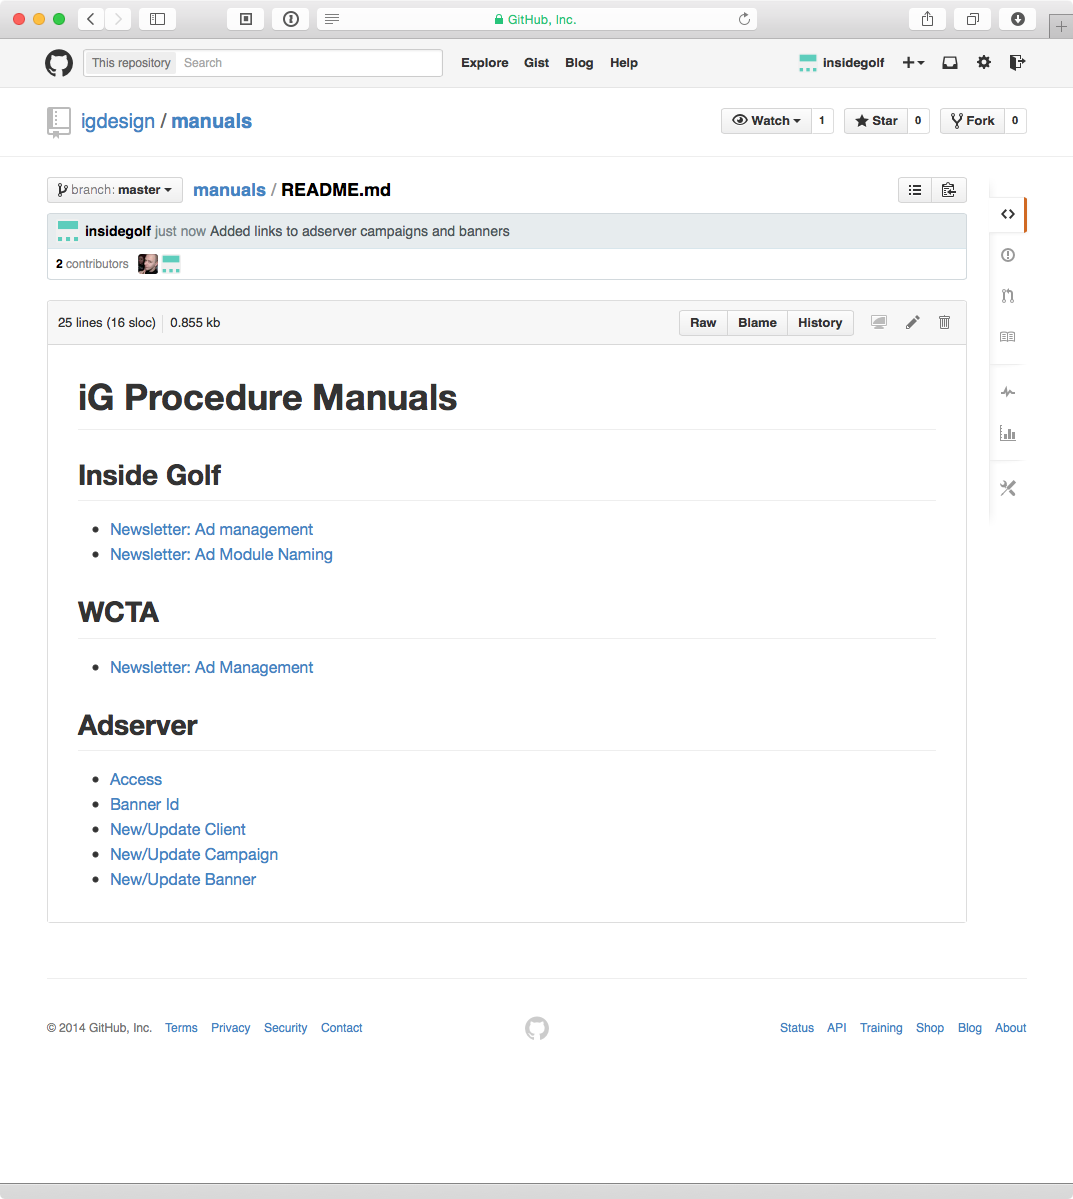 GitHub, Inc.
This repository Search Explore Gist Blog Help insidegolf
igdesign / manuals Watch 1 Star 0 Fork 0
branch: master manuals / README.md
insidegolf just now Added links to adserver campaigns and banners
2 contributors
25 lines (16 sloc) 0.855 kb Raw Blame History
iG Procedure Manuals
Inside Golf
Newsletter: Ad management
Newsletter: Ad Module Naming
WCTA
Newsletter: Ad Management
Adserver
Access
Banner Id
New/Update Client
New/Update Campaign
New/Update Banner
© 2014 GitHub, Inc. Terms Privacy Security Contact Status API Training Shop Blog About